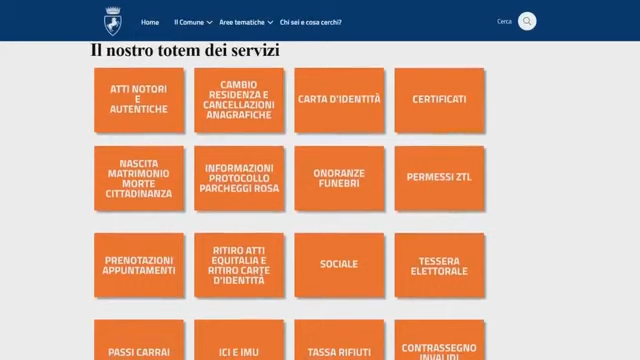 Home Il Comune Aree tematiche Chi sei e cosa cerchi? Cerca
Il nostro totem dei servizi
ATTI NOTORI
E
AUTENTICHE
CAMBIO
RESIDENZA E
CANCELLAZIONI
ANAGRAFICHE
CARTA D'IDENTITÀ
CERTIFICATI
NASCITA
MATRIMONIO
MORTE
CITTADINANZA
INFORMAZIONI
PROTOCOLLO
PARCHEGGI ROSA
ONORANZE
FUNEBRI
PERMESSI ZTL
PRENOTAZIONI
APPUNTAMENTI
RITIRO ATTI
EQUITALIA E
RITIRO CARTE
D'IDENTITÀ
SOCIALE
TESSERA
ELETTORALE
PASSI CARRAI
ICI E IMU
TASSA RIFIUTI
CONTRASSEGNO
INVALIDI